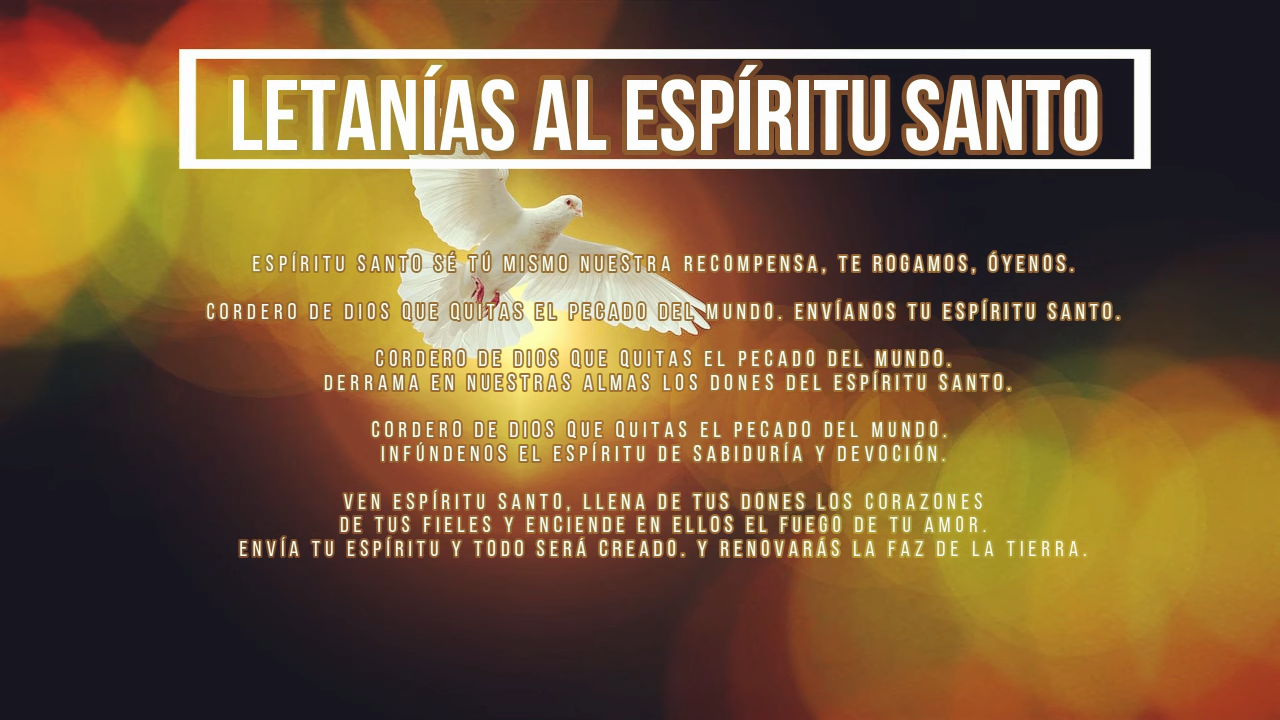 LETANÍAS AL ESPÍRITU SANTO
ESPÍRITU SANTO SÉ TÚ MISMO NUESTRA RECOMPENSA, TE ROGAMOS, ÓYENOS.
CORDERO DE DIOS QUE QUITAS EL PECADO DEL MUNDO. ENVÍANOS TU ESPÍRITU SANTO.
CORDERO DE DIOS QUE QUITAS EL PECADO DEL MUNDO.
DERRAMA EN NUESTRAS ALMAS LOS DONES DEL ESPÍRITU SANTO.
CORDERO DE DIOS QUE QUITAS EL PECADO DEL MUNDO.
INFÚNDENOS EL ESPÍRITU DE SABIDURÍA Y DEVOCIÓN.
VEN ESPÍRITU SANTO, LLENA DE TUS DONES LOS CORAZONES
DE TUS FIELES Y ENCIENDE EN ELLOS EL FUEGO DE TU AMOR.
ENVÍA TU ESPÍRITU Y TODO SERÁ CREADO. Y RENOVARÁS LA FAZ DE LA TIERRA.